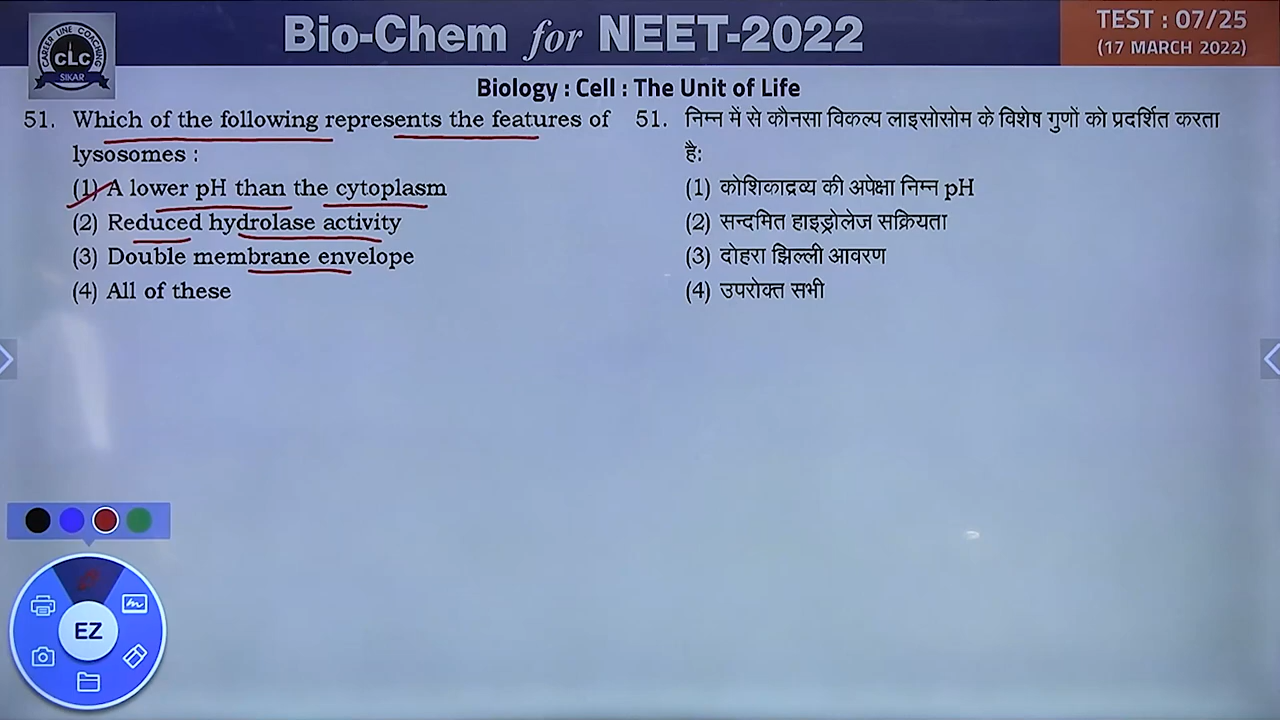 CAREER LINE COACHING
CLC
SIKAR
Bio-Chem for NEET-2022
TEST : 07/25
(17 MARCH 2022)
Biology : Cell : The Unit of Life
51. Which of the following represents the features of
lysosomes :
(1) A lower pH than the cytoplasm
(2) Reduced hydrolase activity
(3) Double membrane envelope
(4) All of these
51. निम्न में से कौनसा विकल्प लाइसोसोम के विशेष गुणों को प्रदर्शित करता
है:
(1) कोशिकाद्रव्य की अपेक्षा निम्न pH
(2) सन्दमित हाइड्रोलेज सक्रियता
(3) दोहरा झिल्ली आवरण
(4) उपरोक्त सभी
EZ